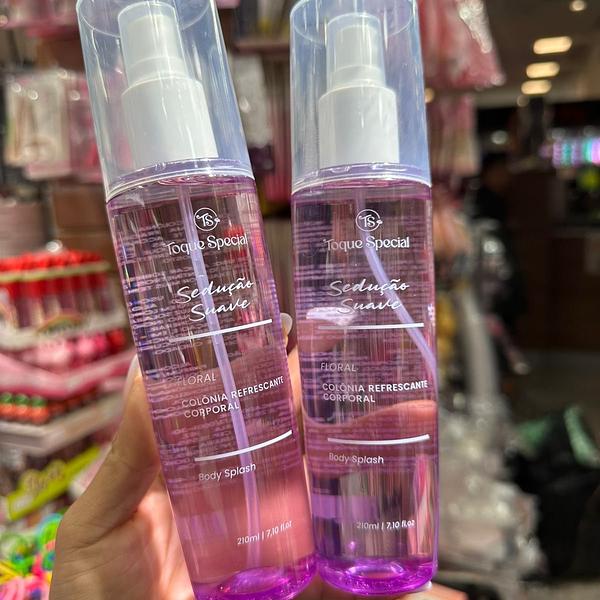 TS
Toque Special
Sedução
Suave
FLORAL
COLÔNIA REFRESCANTE
CORPORAL
Body Splash
210ml | 7,10 fl.oz
TS
Toque Special
Sedução
Suave
FLORAL
COLÔNIA REFRESCANTE
CORPORAL
Body Splash
210ml | 7,10 fl.oz